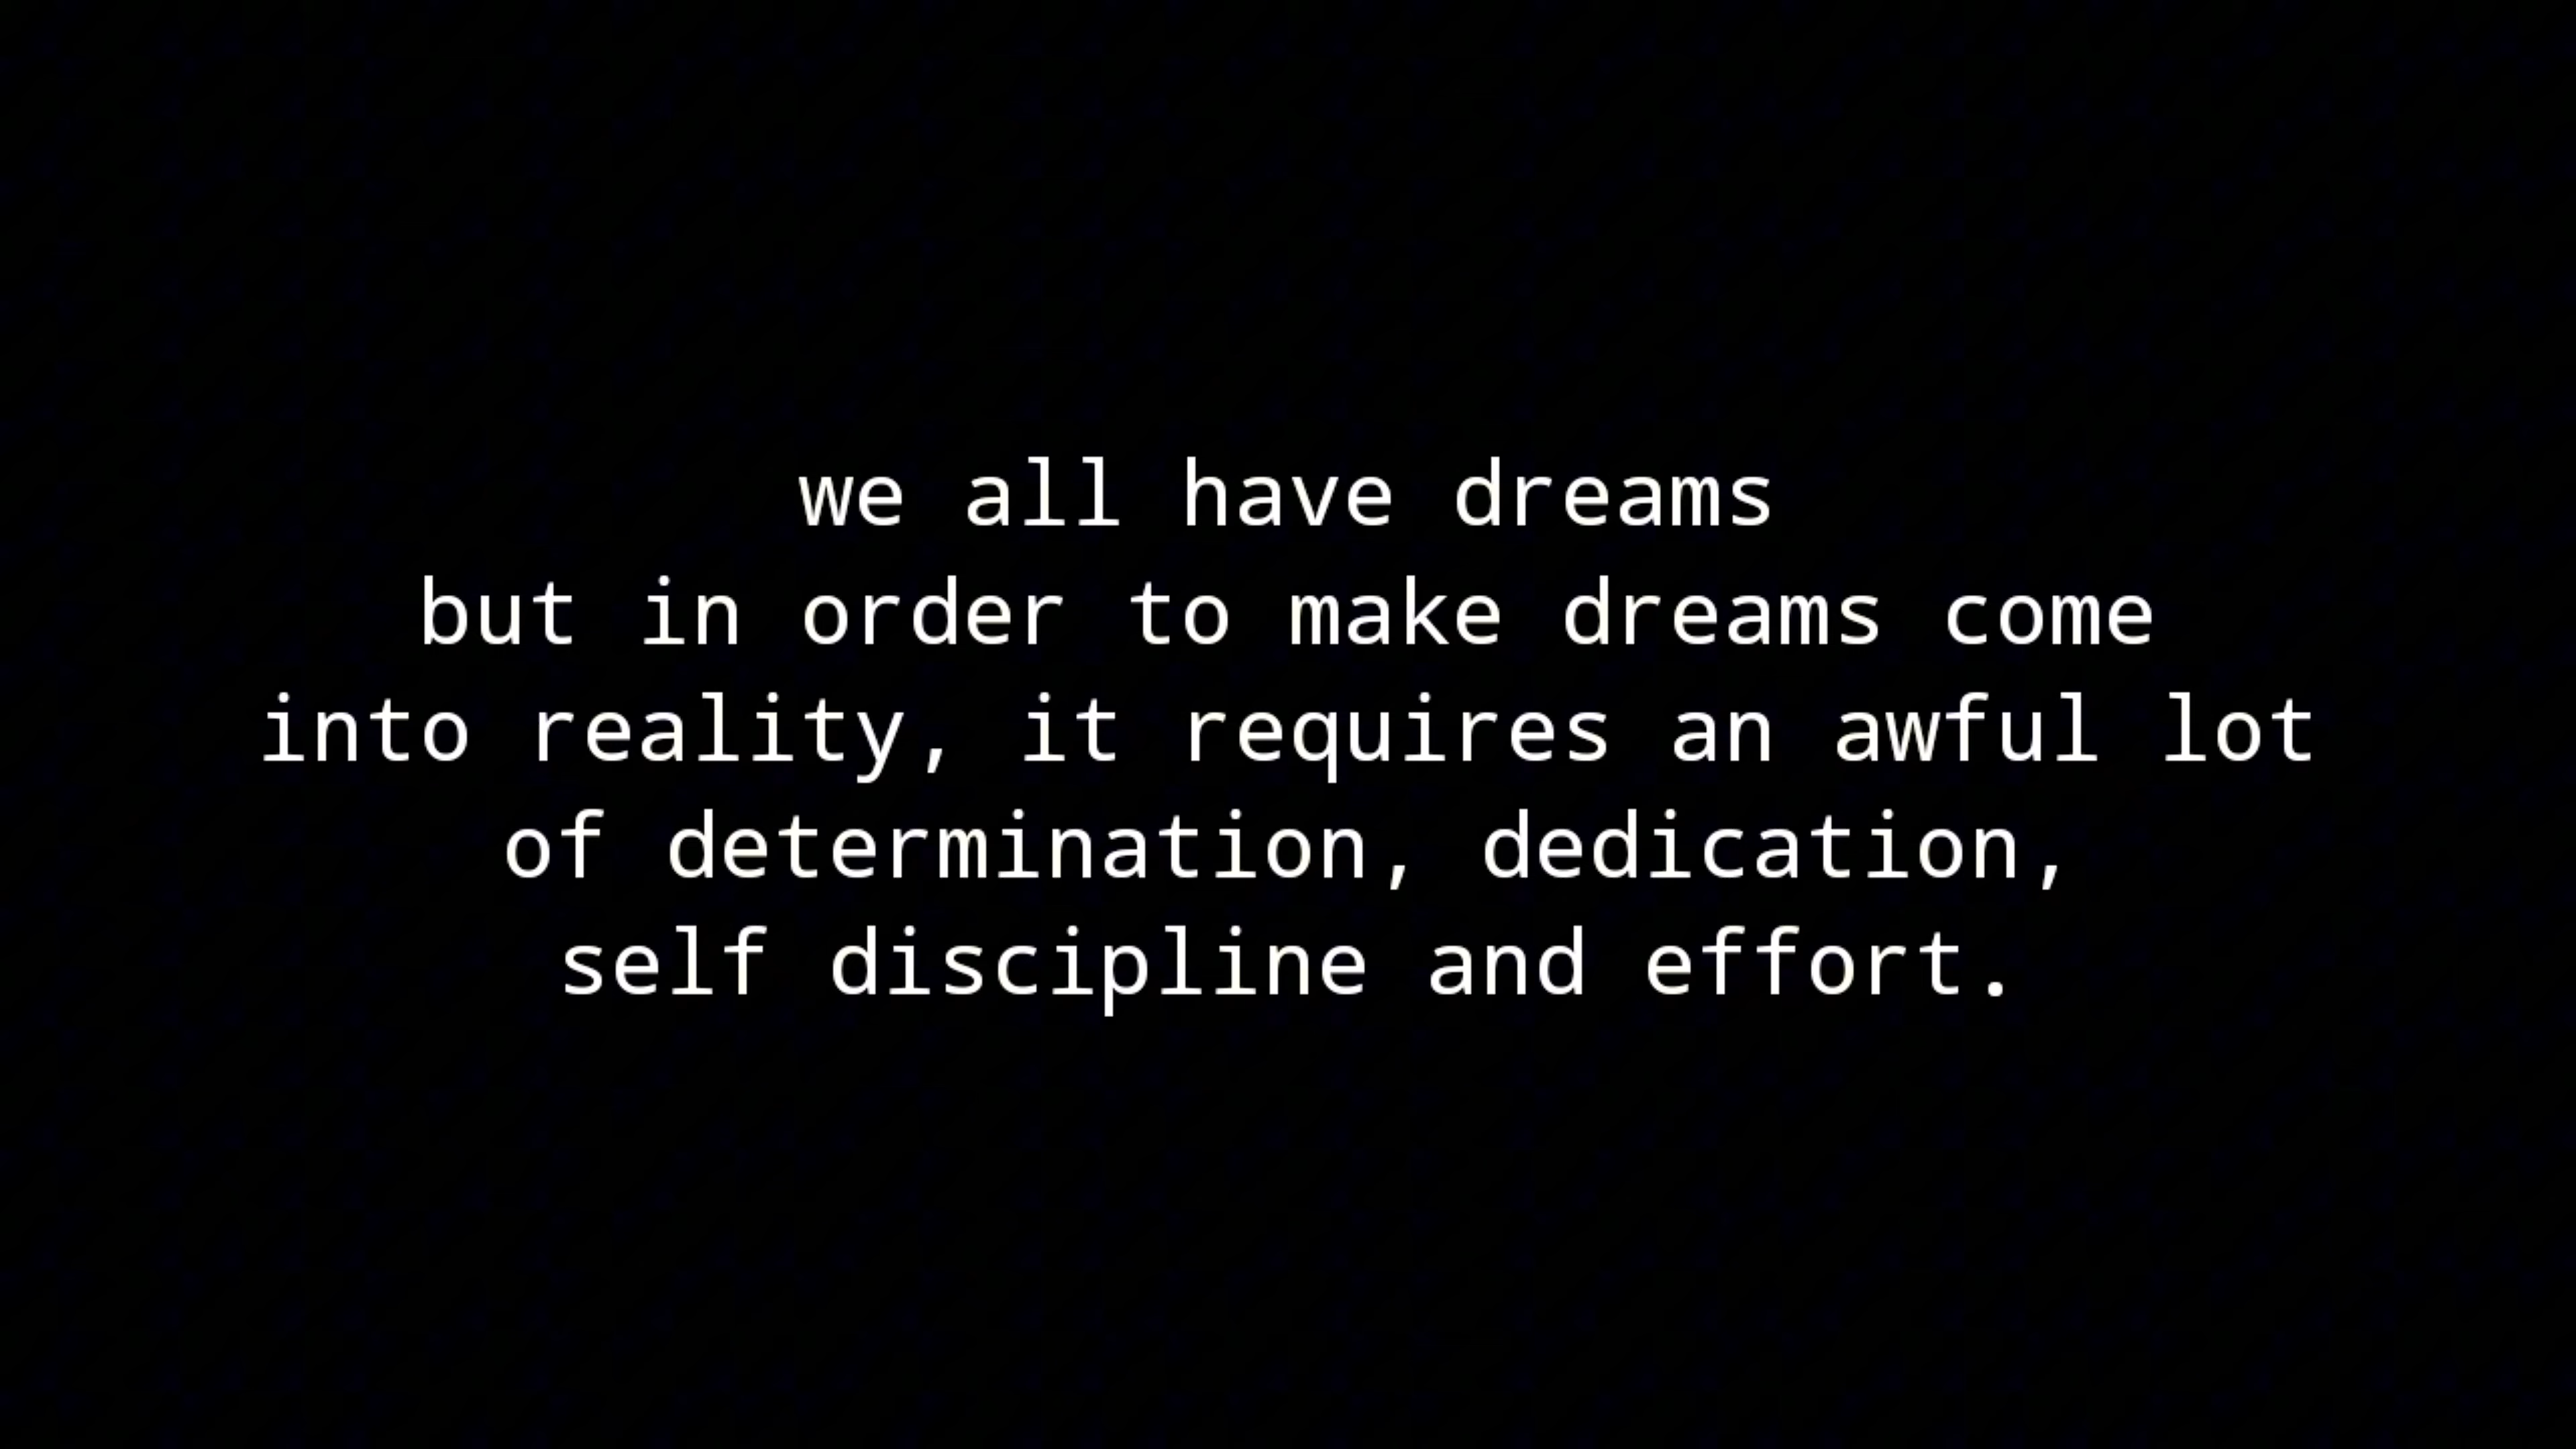 we all have dreams
but in order to make dreams come
into reality, it requires an awful lot
of determination, dedication,
self discipline and effort.